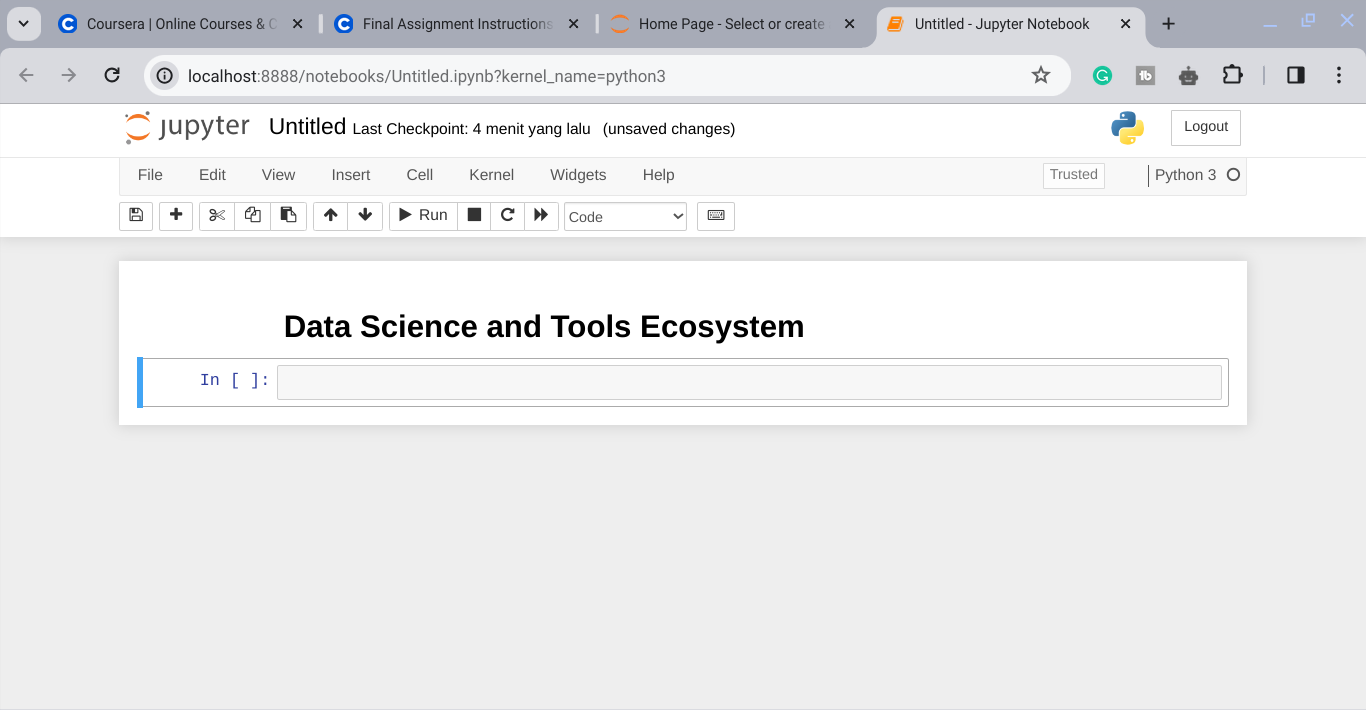 Coursera | Online Courses & C
Final Assignment Instructions
Home Page - Select or create
Untitled - Jupyter Notebook
localhost:8888/notebooks/Untitled.ipynb?kernel_name=python3
jupyter Untitled Last Checkpoint: 4 menit yang lalu (unsaved changes)
Logout
File Edit View Insert Cell Kernel Widgets Help
Trusted
Python 3
Run
Code
Data Science and Tools Ecosystem
In [ ]: